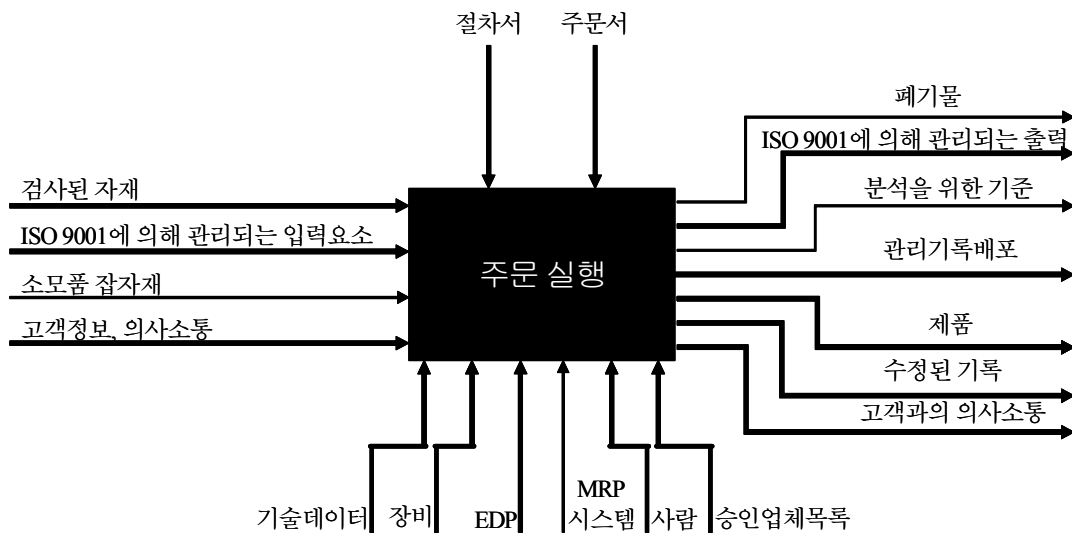 절차서
주문서
폐기물
ISO 9001에 의해 관리되는 출력
검사된 자재
분석을 위한 기준
ISO 9001에 의해 관리되는 입력요소
관리기록배포
주문 실행
소모품 잡자재
고객정보, 의사소통
제품
수정된 기록
고객과의 의사소통
기술데이터
장비
EDP
MRP
시스템
사람
승인업체목록